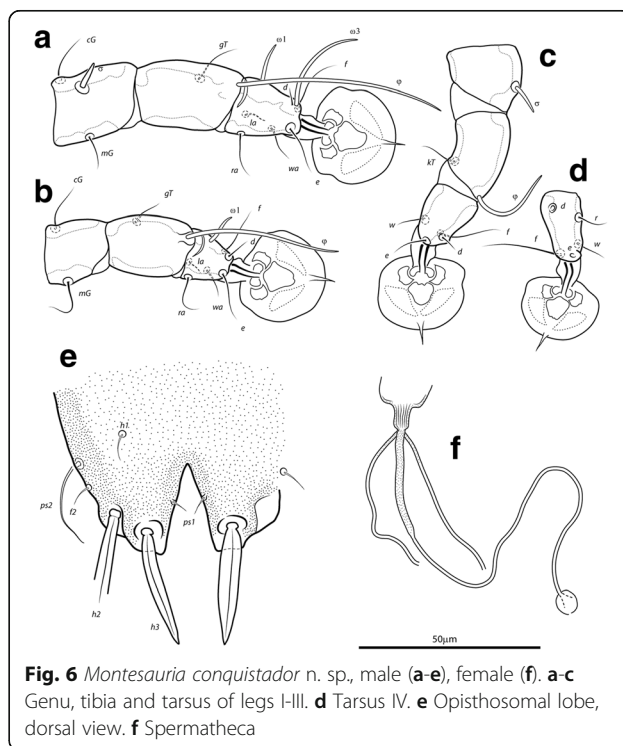 a
cG
σ
gT
ω1
ω3
f
φ
d
la
mG
ra
wa
e
b
cG
gT
ω1
f
d
φ
la
mG
ra
wa
e
c
σ
kT
φ
w
f
e
d
d
d
r
f
e
w
e
h1
ps2
f2
ps1
h2
h3
f
50µm
Fig. 6 Montesauria conquistador n. sp., male (a-e), female (f). a-c
Genu, tibia and tarsus of legs I-III. d Tarsus IV. e Opisthosomal lobe,
dorsal view. f Spermatheca